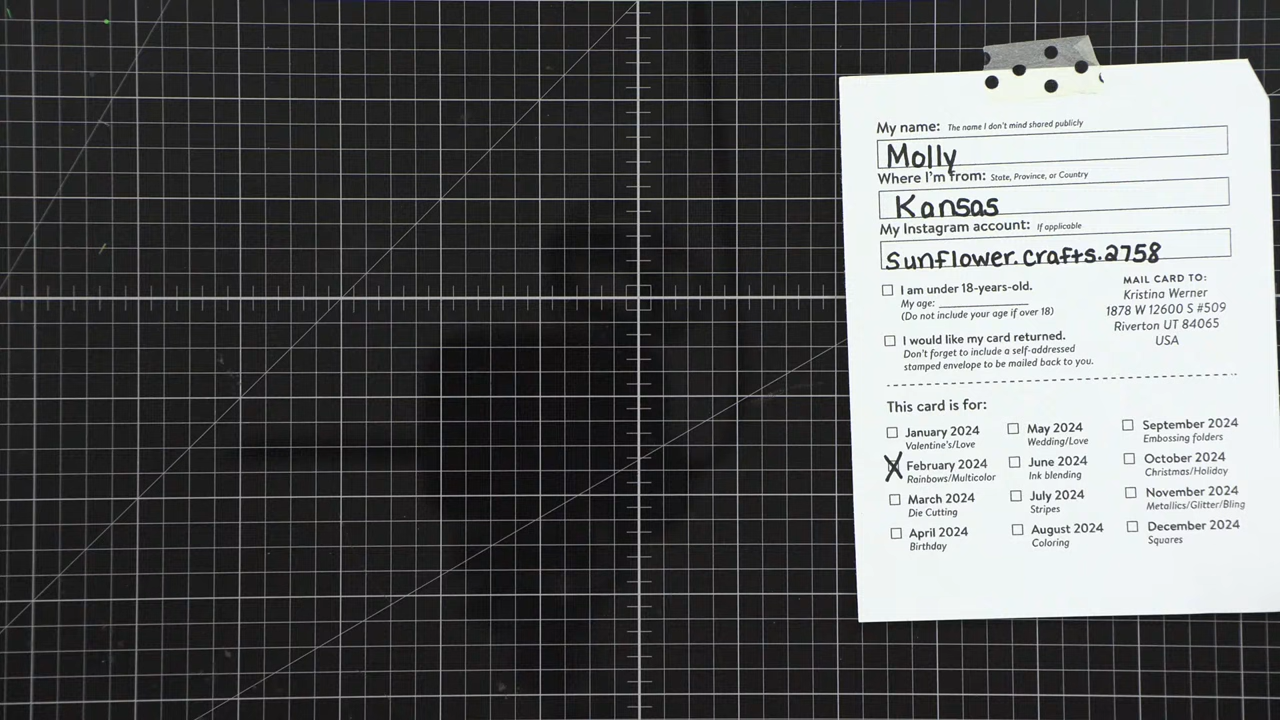 My name: The name I don't mind shared publicly
Molly
Where I'm from: State, Province, or Country
Kansas
My Instagram account: If applicable
sunflower.crafts.2758
I am under 18-years-old.
My age: ____________
(Do not include your age if over 18)
I would like my card returned.
Don't forget to include a self-addressed
stamped envelope to be mailed back to you.
MAIL CARD TO:
Kristina Werner
1878 W 12600 S #509
Riverton UT 84065
USA
This card is for:
January 2024
Valentine's/Love
X February 2024
Rainbows/Multicolor
March 2024
Die Cutting
April 2024
Birthday
May 2024
Wedding/Love
June 2024
Ink blending
July 2024
Stripes
August 2024
Coloring
September 2024
Embossing folders
October 2024
Christmas/Holiday
November 2024
Metallics/Glitter/Bling
December 2024
Squares